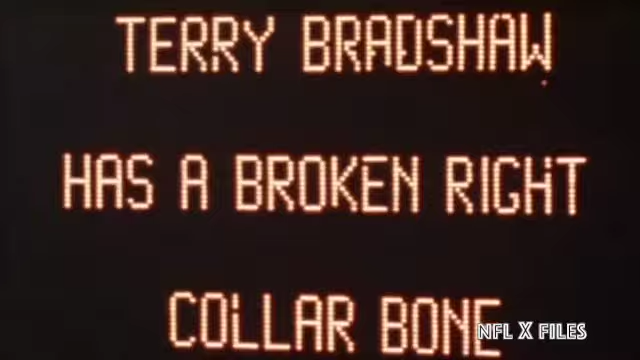 TERRY BRADSHAW
HAS A BROKEN RIGHT
COLLAR BONE
NFL X FILES